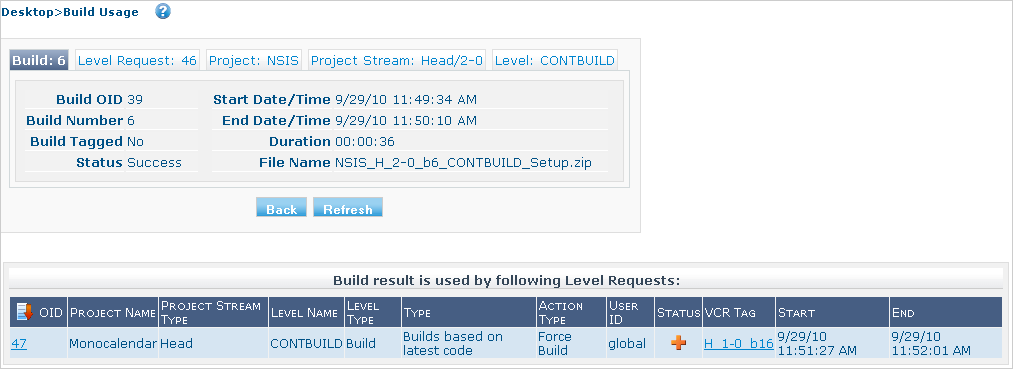 Desktop>Build Usage ?
Build: 6 Level Request: 46 Project: NSIS Project Stream: Head/2-0 Level: CONTBUILD
Build OID 39 Start Date/Time 9/29/10 11:49:34 AM
Build Number 6 End Date/Time 9/29/10 11:50:10 AM
Build Tagged No Duration 00:00:36
Status Success File Name NSIS_H_2-0_b6_CONTBUILD_Setup.zip
Back Refresh
Build result is used by following Level Requests:
OID PROJECT NAME PROJECT STREAM TYPE LEVEL NAME LEVEL TYPE TYPE ACTION TYPE USER ID STATUS VCR TAG START END
47 Monocalendar Head CONTBUILD Build Builds based on latest code Force Build global H_1-0_b16 9/29/10 11:51:27 AM 9/29/10 11:52:01 AM